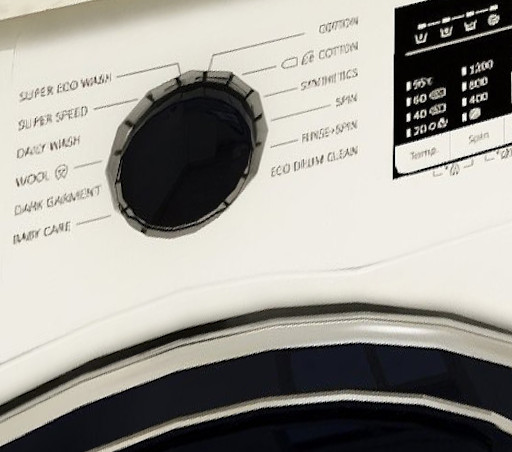 COTTON
COTTON
SYNTHETICS
SPIN
RINSE+SPIN
ECO DRUM CLEAN
SUPER ECO WASH
SUPER SPEED
DAILY WASH
WOOL
DARK GARMENT
BABY CARE
95℃
60
40
20
1200
800
400
Temp.
Spin